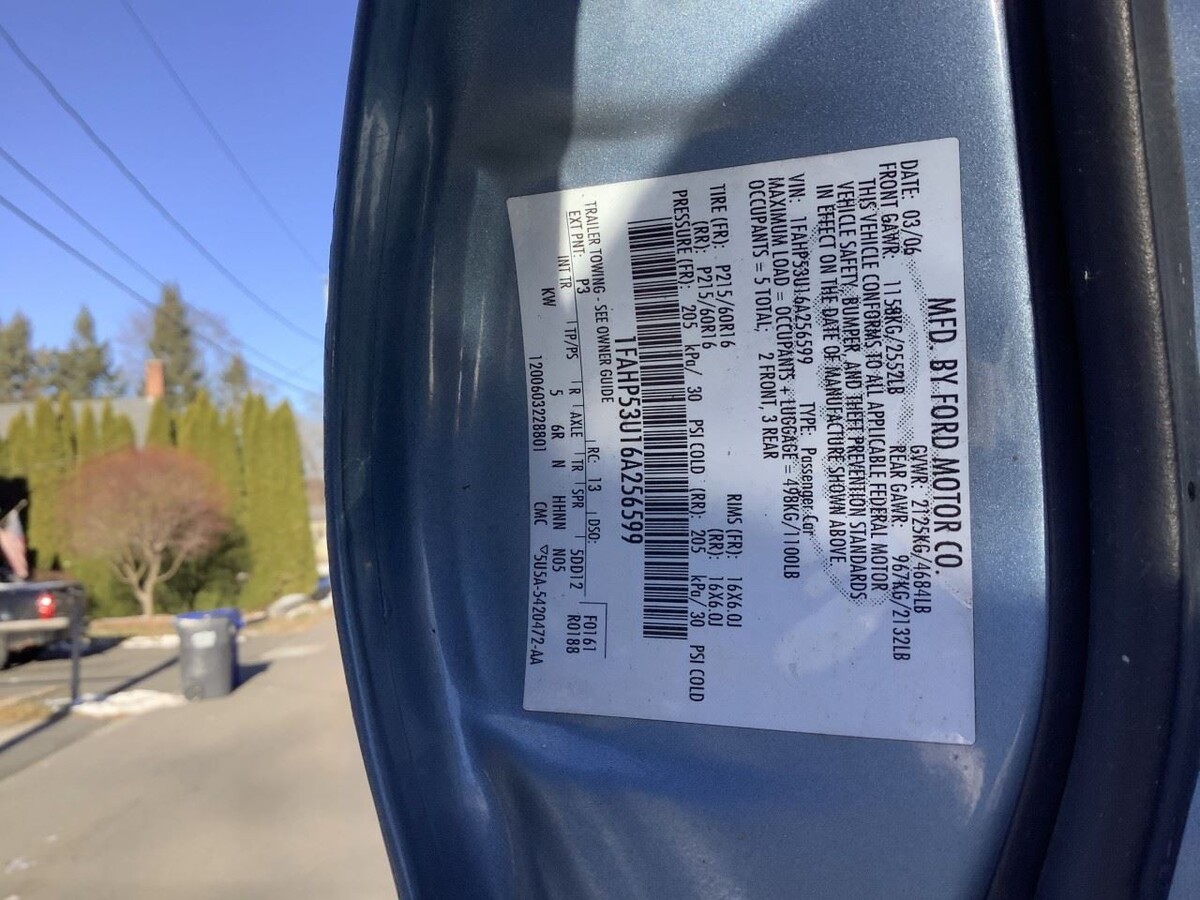 MFD. BY FORD MOTOR CO.
DATE: 03/06 GVWR: 2125KG/4684LB
FRONT GAWR: 1158KG/2552LB REAR GAWR: 967KG/2132LB
THIS VEHICLE CONFORMS TO ALL APPLICABLE FEDERAL MOTOR
VEHICLE SAFETY, BUMPER, AND THEFT PREVENTION STANDARDS
IN EFFECT ON THE DATE OF MANUFACTURE SHOWN ABOVE.
VIN: 1FAHP53U16A256599 TYPE: Passenger Car
MAXIMUM LOAD = OCCUPANTS + LUGGAGE = 498KG/1100LB
OCCUPANTS = 5 TOTAL; 2 FRONT, 3 REAR
TIRE (FR): P215/60R16 RIMS (FR): 16X6.0J
(RR): P215/60R16 (RR): 16X6.0J
PRESSURE (FR): 205 kPa/ 30 PSI COLD (RR): 205 kPa/ 30 PSI COLD
1FAHP53U16A256599
TRAILER TOWING - SEE OWNER GUIDE
EXT PNT: P3 RC: 13 DSO: F0161
INT TR TP/PS R AXLE TR SPR 5DD12 R0188
KW 5 6R N HHNN N05
1200603228801 CMC ▽5U5A-5420472-AA